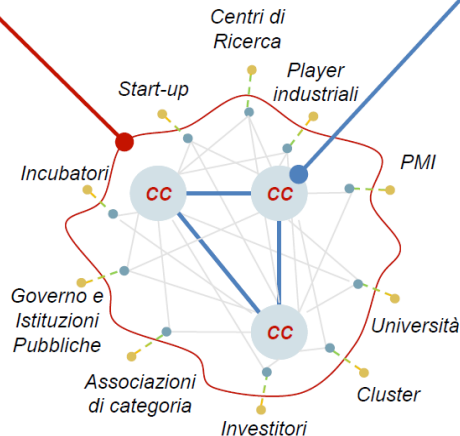 Centri di
Ricerca
Player
industriali
Start-up
PMI
Incubatori
CC
CC
Governo e
Istituzioni
Pubbliche
Università
CC
Associazioni
di categoria
Cluster
Investitori